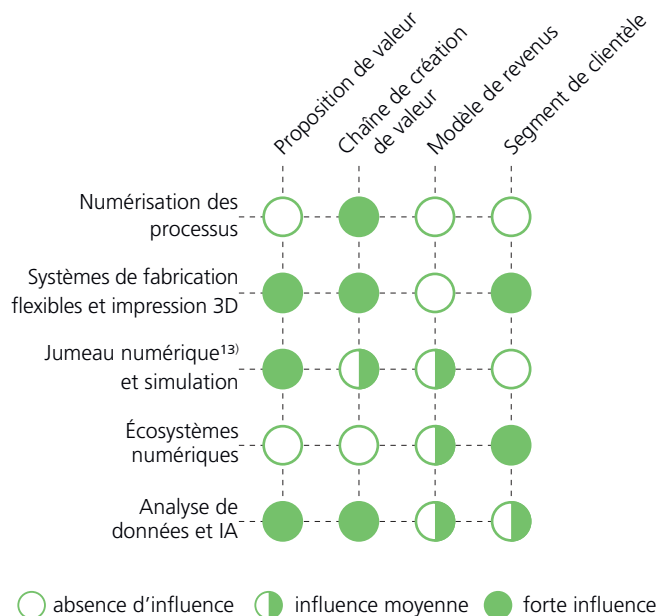 Proposition de valeur
Chaîne de création
de valeur
Modèle de revenus
Segment de clientèle
Numérisation des
processus
Systèmes de fabrication
flexibles et impression 3D
Jumeau numérique¹³⁾
et simulation
Écosystèmes
numériques
Analyse de
données et IA
absence d'influence
influence moyenne
forte influence